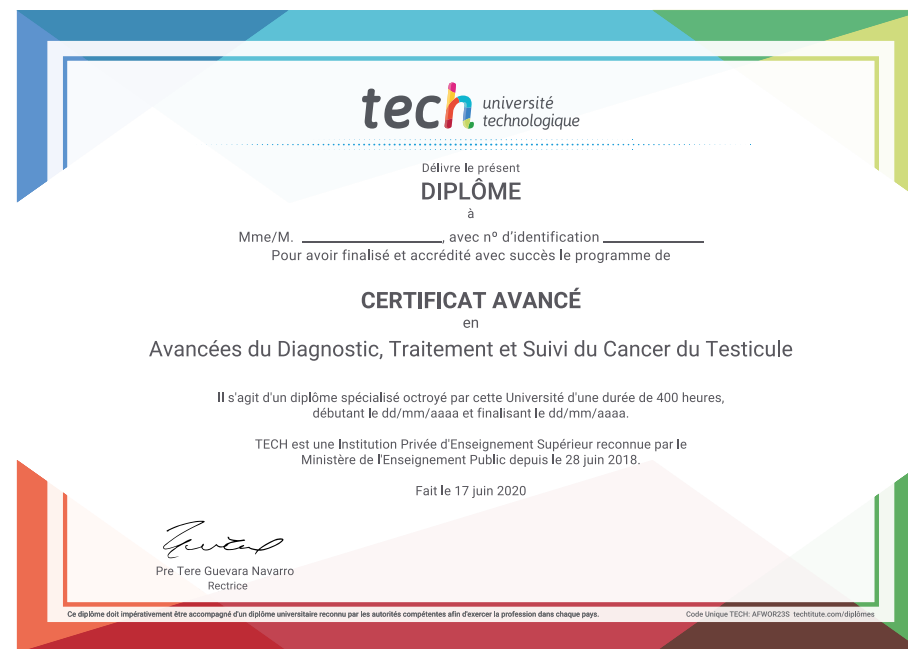 tech université
technologique
Délivre le présent
DIPLÔME
à
Mme/M. ____________________, avec nº d'identification ______________
Pour avoir finalisé et accrédité avec succès le programme de
CERTIFICAT AVANCÉ
en
Avancées du Diagnostic, Traitement et Suivi du Cancer du Testicule
Il s'agit d'un diplôme spécialisé octroyé par cette Université d'une durée de 400 heures,
débutant le dd/mm/aaaa et finalisant le dd/mm/aaaa.
TECH est une Institution Privée d'Enseignement Supérieur reconnue par le
Ministère de l'Enseignement Public depuis le 28 juin 2018.
Fait le 17 juin 2020
Pre Tere Guevara Navarro
Rectrice
Ce diplôme doit impérativement être accompagné d'un diplôme universitaire reconnu par les autorités compétentes afin d'exercer la profession dans chaque pays.
Code Unique TECH: AFWOR23S techtitute.com/diplômes